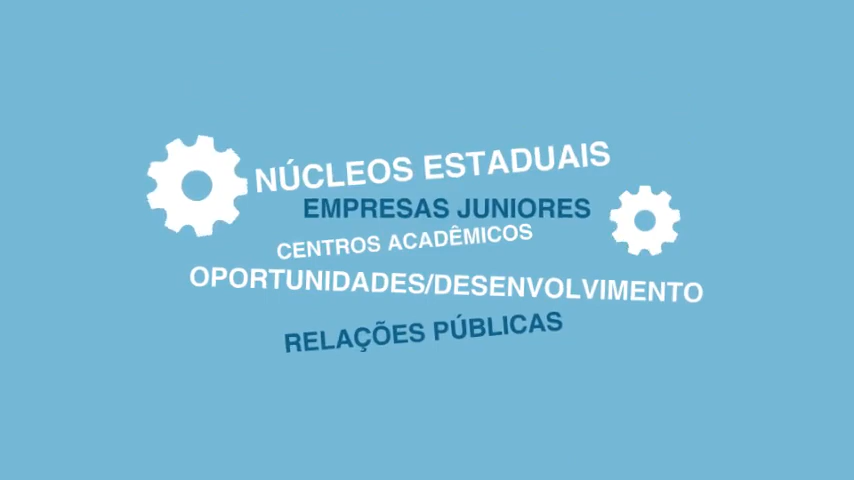 NÚCLEOS ESTADUAIS
EMPRESAS JUNIORES
CENTROS ACADÊMICOS
OPORTUNIDADES/DESENVOLVIMENTO
RELAÇÕES PÚBLICAS